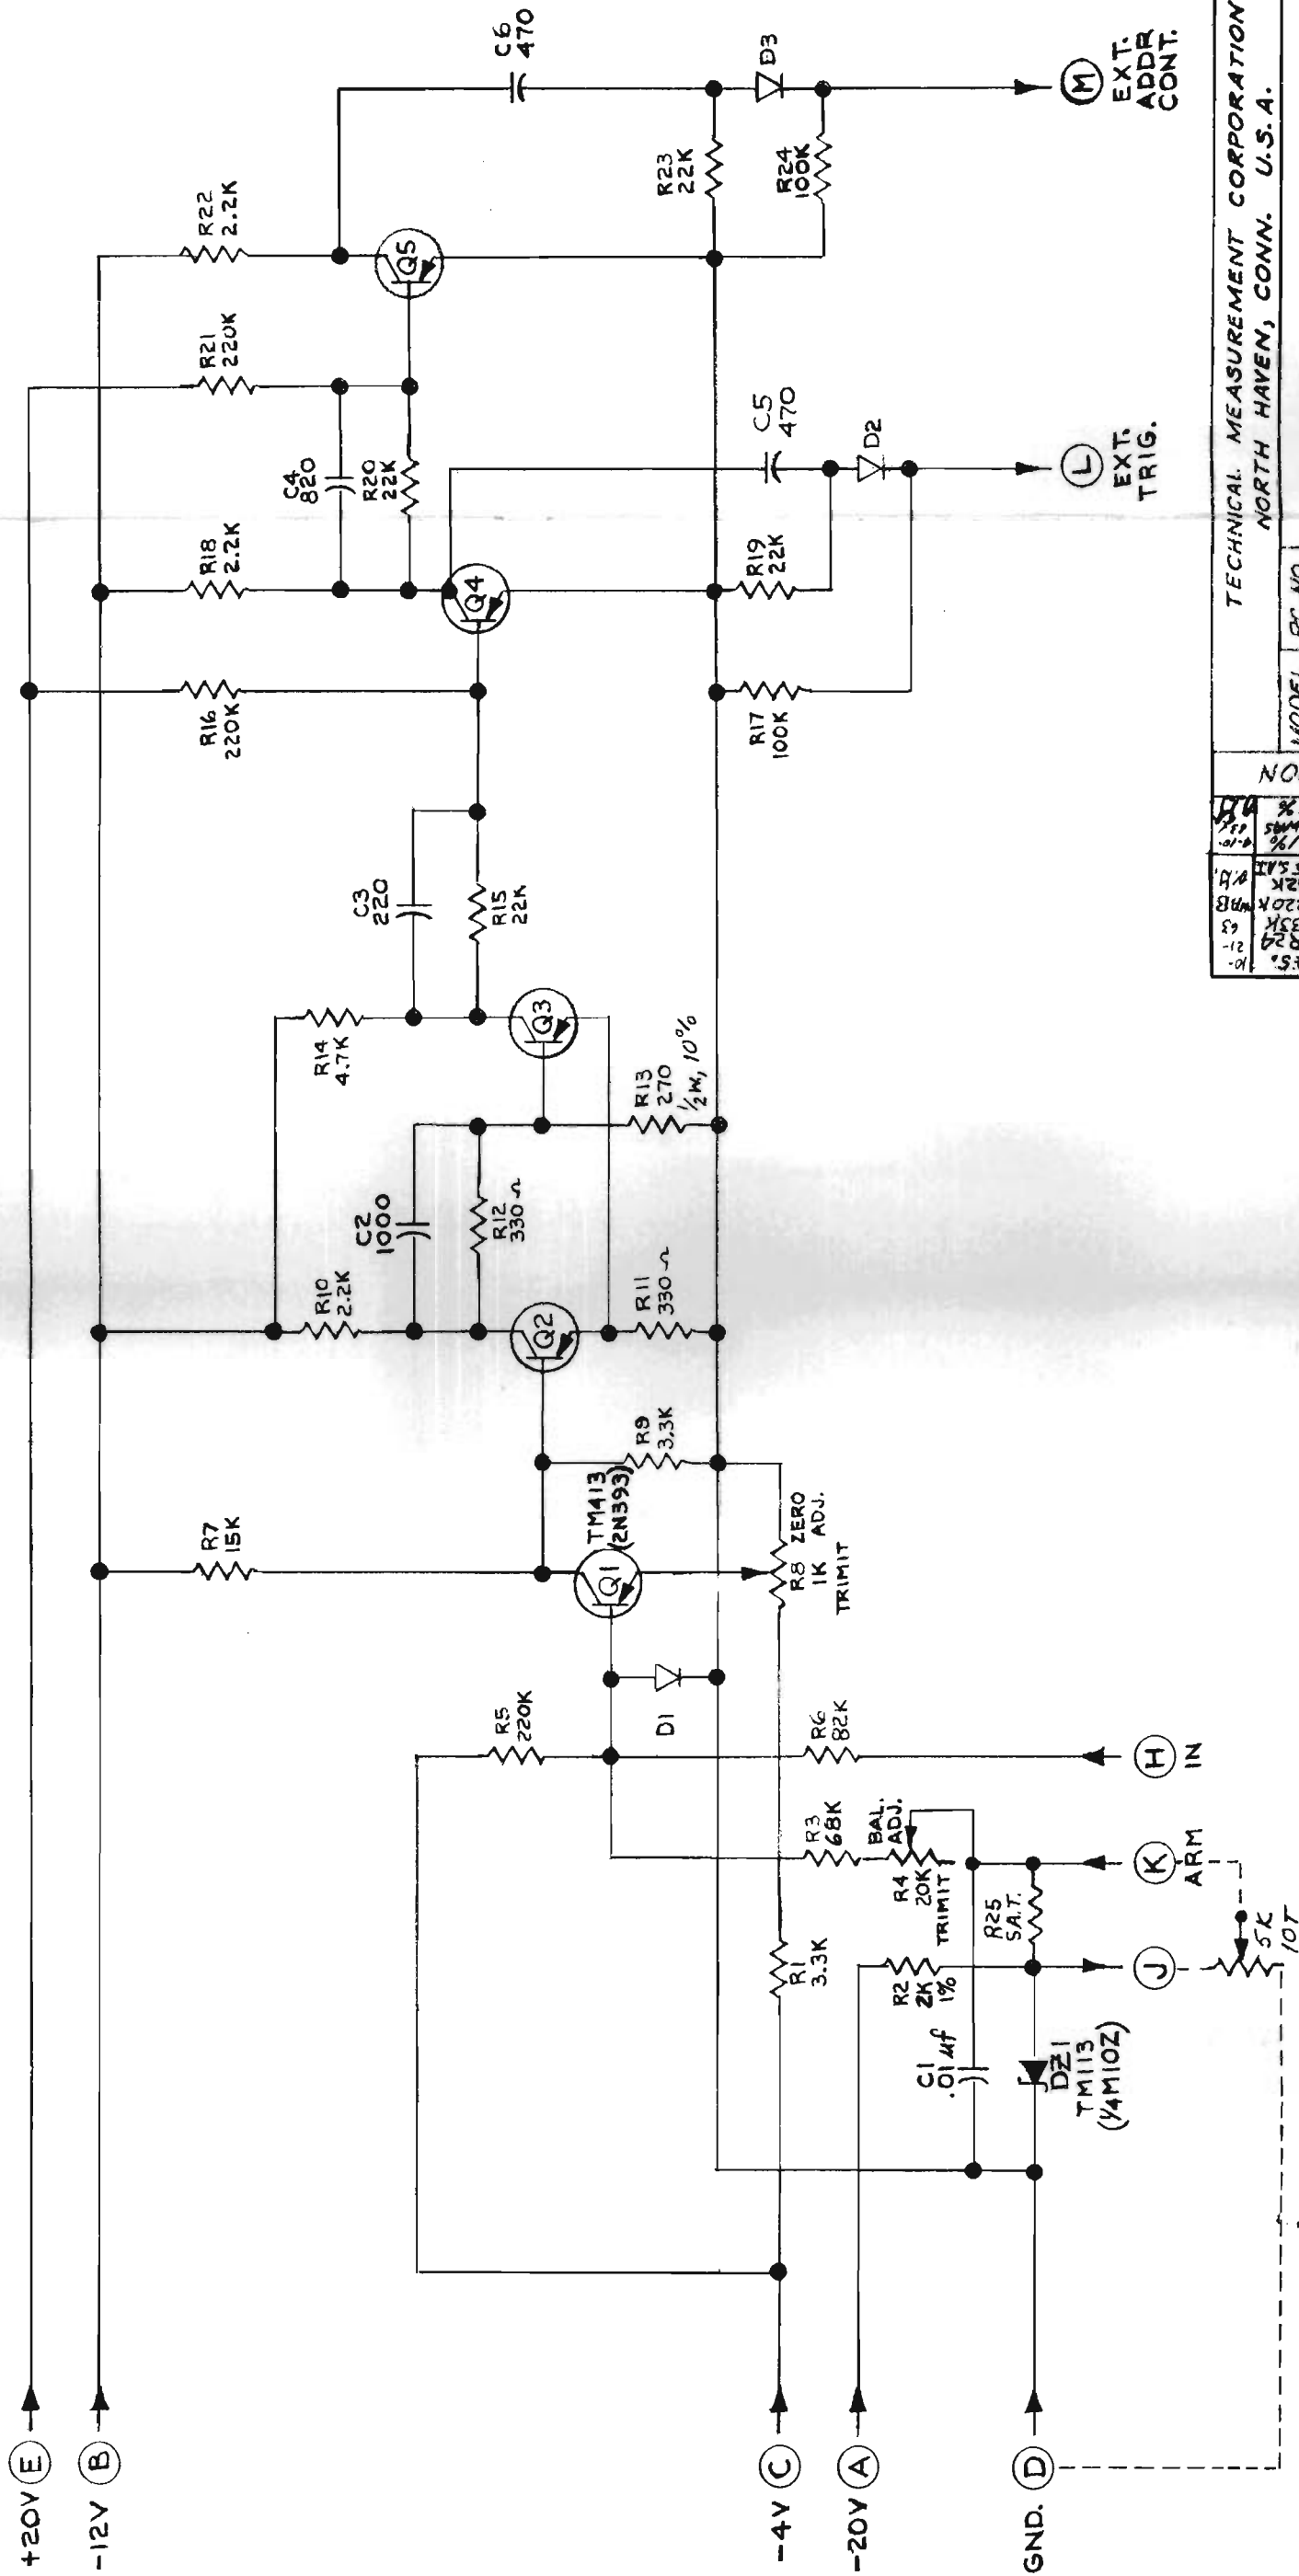 +20V E
-12V B
-4V C
-20V A
GND. D
R7
15K
R10
2.2K
R14
4.7K
R16
220K
R18
2.2K
R21
220K
R22
2.2K
C2
1000
R12
330 Ω
C3
220
R15
22K
C4
820
R20
22K
C6
470
Q1
TM413
(2N393)
Q2
Q3
Q4
Q5
R5
220K
D1
R9
3.3K
R11
330 Ω
R13
270
1/2W, 10%
R17
100K
R19
22K
C5
470
D2
R23
22K
R24
100K
D3
R8 ZERO
1K ADJ.
TRIMIT
R1
3.3K
R3
68K
BAL.
ADJ.
R4
20K
TRIMIT
R6
82K
R2
2K
1%
R25
S.A.T.
C1
.01 µf
DZ1
TM113
(1/4M10Z)
J
K
ARM
H
IN
5K
10T
L
EXT.
TRIG.
M
EXT.
ADDR
CONT.
TECHNICAL MEASUREMENT CORPORATION
NORTH HAVEN, CONN. U.S.A.